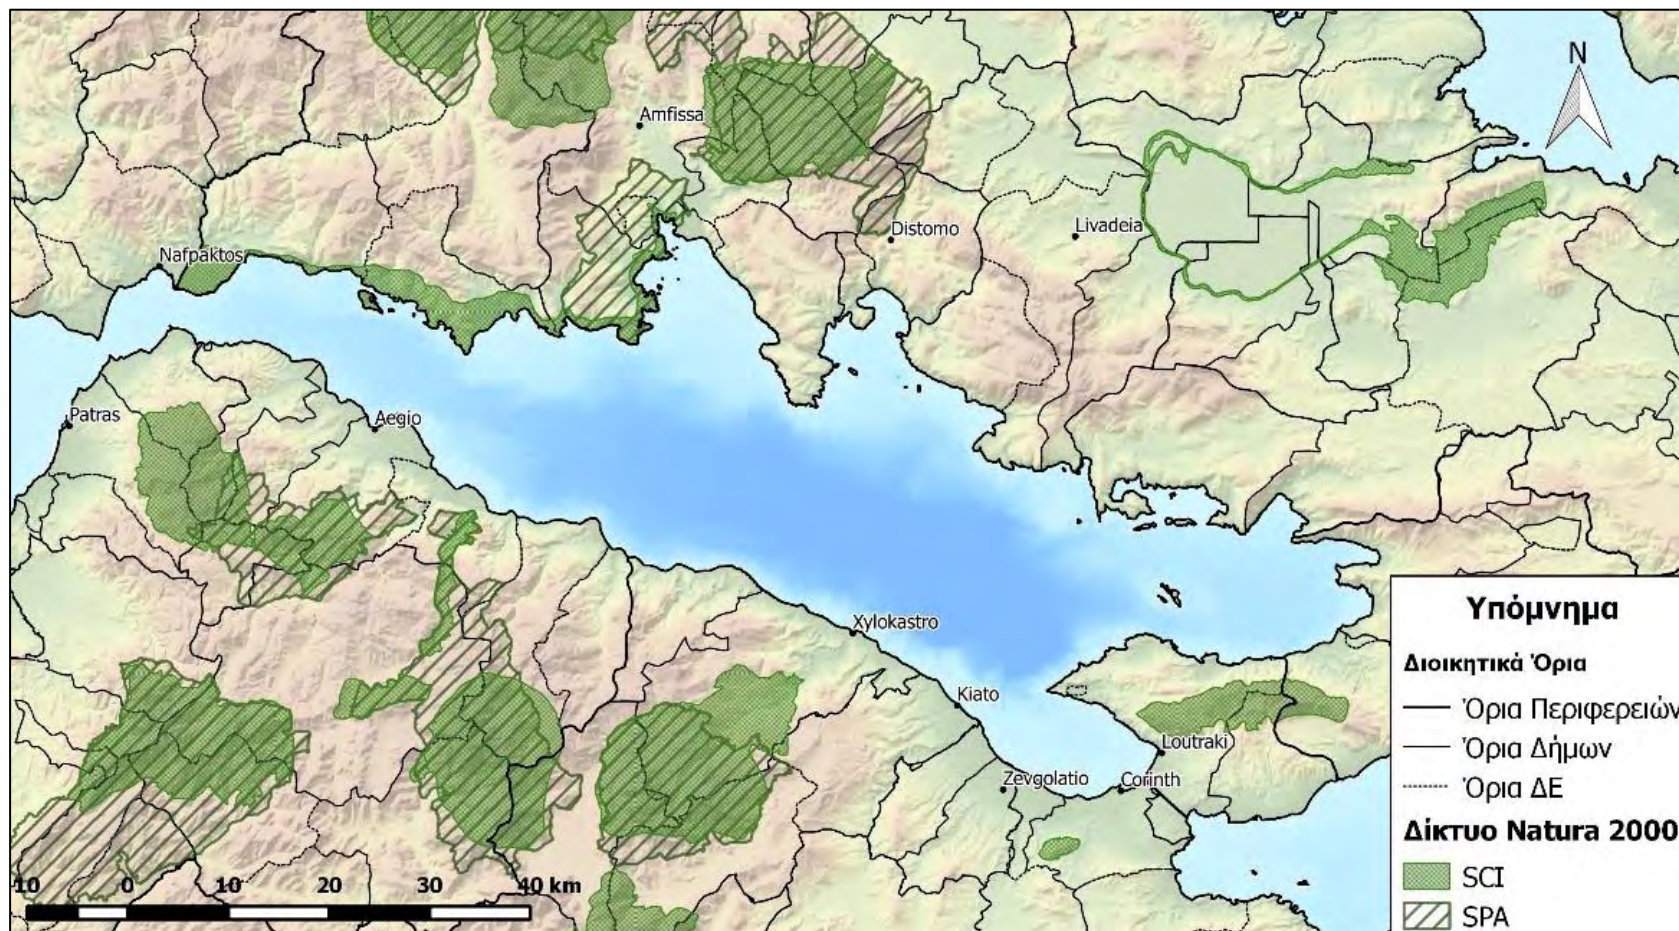 N
Amfissa
Nafpaktos
Distomo
Livadeia
Patras
Aegio
Xylokastro
Kiato
Loutraki
Zevgolatio
Corinth
10 0 10 20 30 40 km
Υπόμνημα
Διοικητικά Όρια
Όρια Περιφερειών
Όρια Δήμων
Όρια ΔΕ
Δίκτυο Natura 2000
SCI
SPA